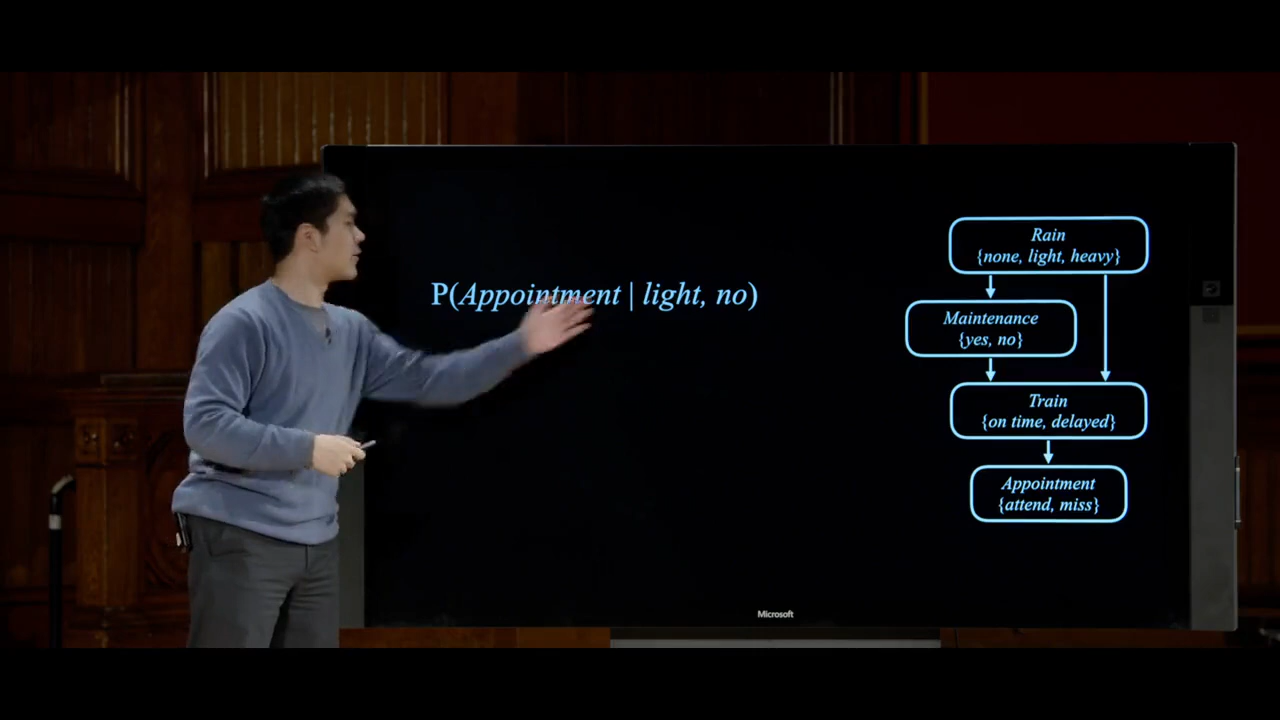 P(Appointment | light, no)
Rain
{none, light, heavy}
Maintenance
{yes, no}
Train
{on time, delayed}
Appointment
{attend, miss}
Microsoft